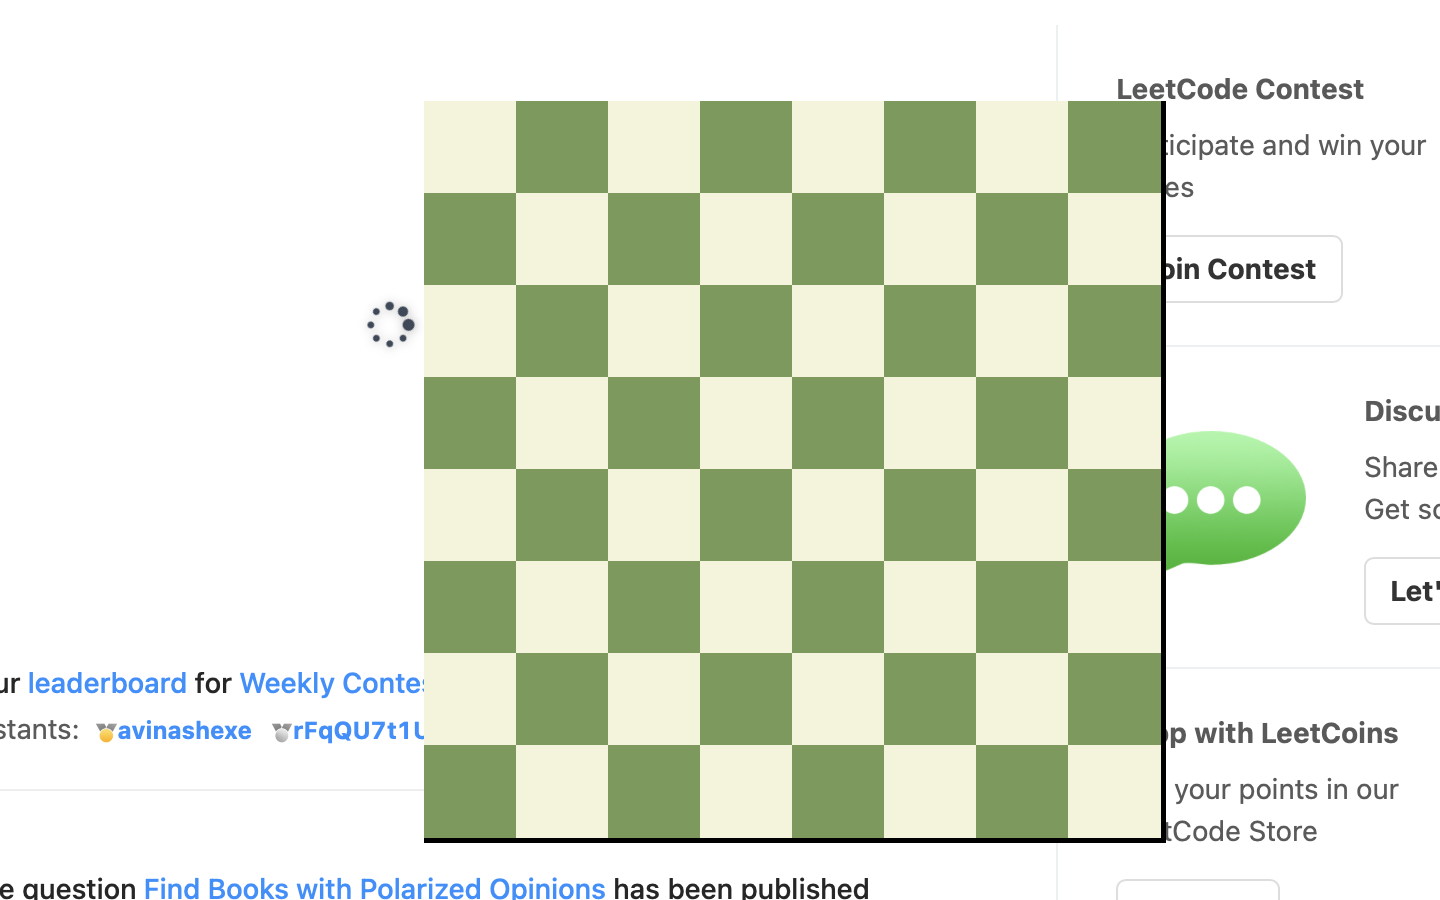 LeetCode Contest
ticipate and win your
es
oin Contest
Discu
Share
Get so
Let'
ur leaderboard for Weekly Contes
stants: avinashexe rFqQU7t1U
p with LeetCoins
your points in our
tCode Store
e question Find Books with Polarized Opinions has been published